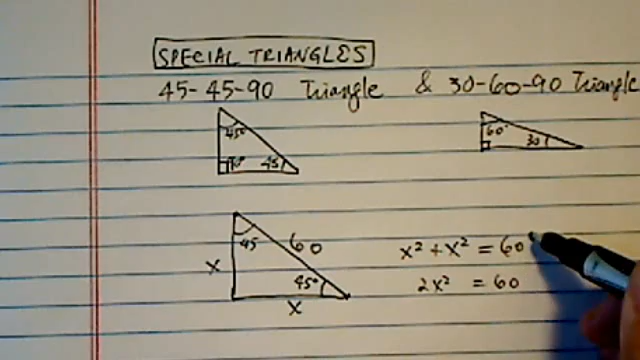 SPECIAL TRIANGLES
45-45-90 Triangle & 30-60-90 Triangle
45°
90° 45
60°
30
45
60
x
45°
x
x² + x² = 60
2x² = 60